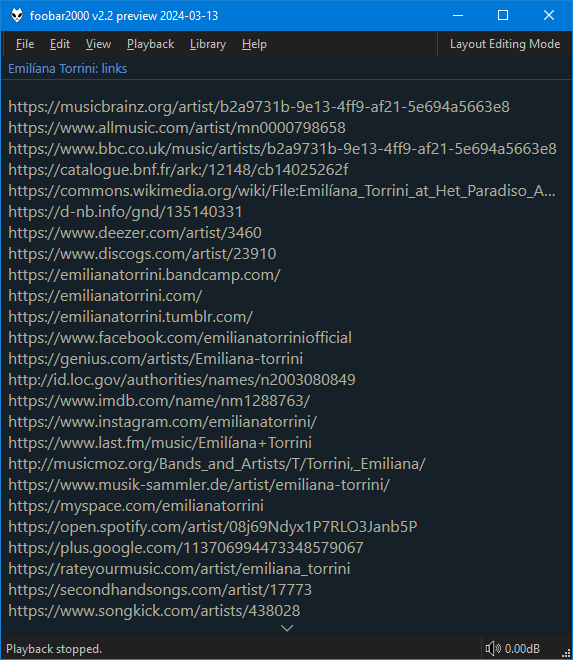 foobar2000 v2.2 preview 2024-03-13
File Edit View Playback Library Help Layout Editing Mode
Emilíana Torrini: links
https://musicbrainz.org/artist/b2a9731b-9e13-4ff9-af21-5e694a5663e8
https://www.allmusic.com/artist/mn0000798658
https://www.bbc.co.uk/music/artists/b2a9731b-9e13-4ff9-af21-5e694a5663e8
https://catalogue.bnf.fr/ark:/12148/cb14025262f
https://commons.wikimedia.org/wiki/File:Emilíana_Torrini_at_Het_Paradiso_A...
https://d-nb.info/gnd/135140331
https://www.deezer.com/artist/3460
https://www.discogs.com/artist/23910
https://emilianatorrini.bandcamp.com/
https://emilianatorrini.com/
https://emilianatorrini.tumblr.com/
https://www.facebook.com/emilianatorriniofficial
https://genius.com/artists/Emiliana-torrini
http://id.loc.gov/authorities/names/n2003080849
https://www.imdb.com/name/nm1288763/
https://www.instagram.com/emilianatorrini/
https://www.last.fm/music/Emilíana+Torrini
http://musicmoz.org/Bands_and_Artists/T/Torrini,_Emiliana/
https://www.musik-sammler.de/artist/emiliana-torrini/
https://myspace.com/emilianatorrini
https://open.spotify.com/artist/08j69Ndyx1P7RLO3Janb5P
https://plus.google.com/113706994473348579067
https://rateyourmusic.com/artist/emiliana_torrini
https://secondhandsongs.com/artist/17773
https://www.songkick.com/artists/438028
Playback stopped. 0.00dB